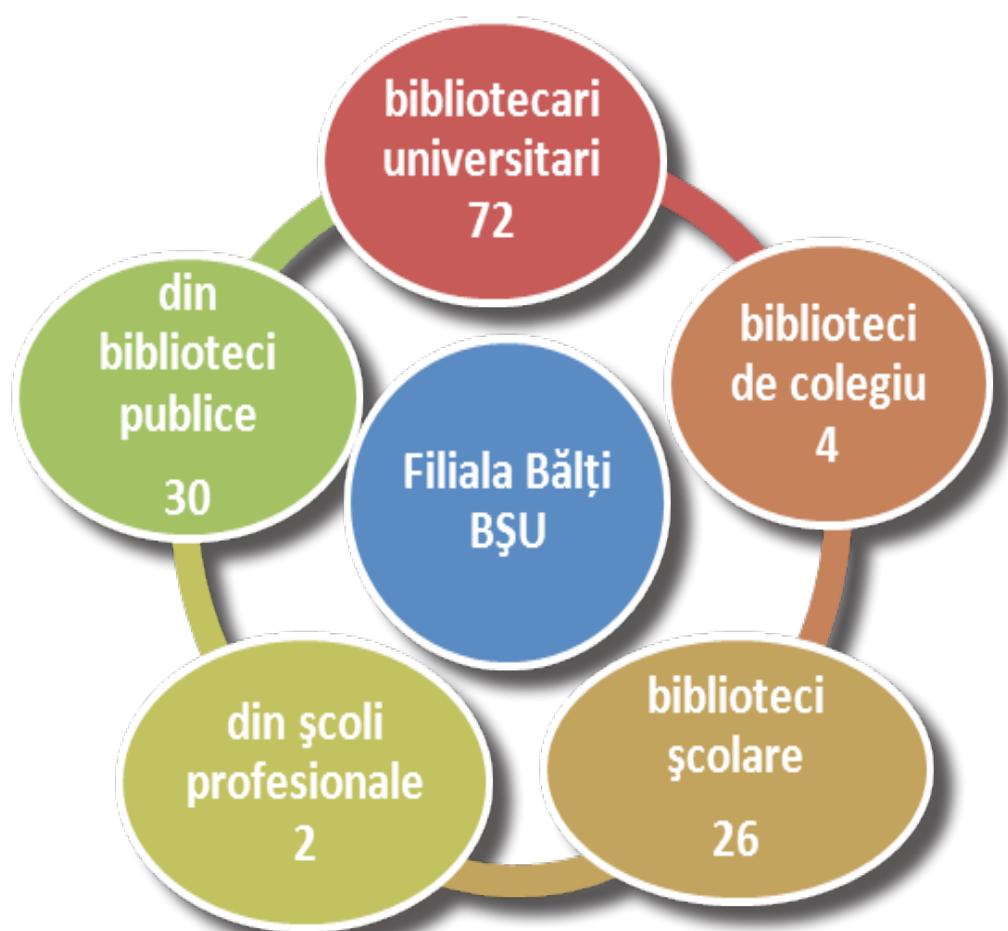 bibliotecari
universitari
72
biblioteci
de colegiu
4
biblioteci
şcolare
26
din şcoli
profesionale
2
din
biblioteci
publice
30
Filiala Bălți
BŞU